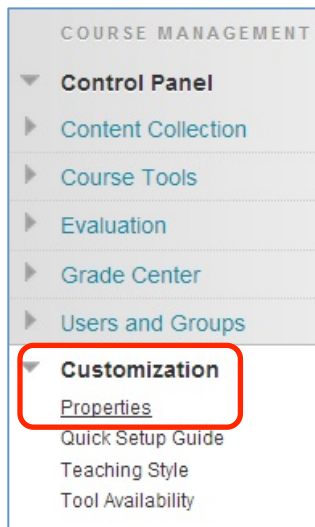 COURSE MANAGEMENT
Control Panel
Content Collection
Course Tools
Evaluation
Grade Center
Users and Groups
Customization
Properties
Quick Setup Guide
Teaching Style
Tool Availability